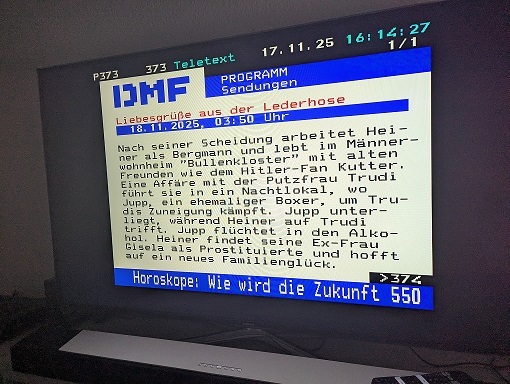 P373 373 Teletext 17.11.25 16:14:27
1/1
DMF PROGRAMM
Sendungen
Liebesgrüße aus der Lederhose
18.11.2025, 03:50 Uhr
Nach seiner Scheidung arbeitet Hei-
ner als Bergmann und lebt im Männer-
wohnheim "Bullenkloster" mit alten
Freunden wie dem Hitler-Fan Kutter.
Eine Affäre mit der Putzfrau Trudi
führt sie in ein Nachtlokal, wo
Jupp, ein ehemaliger Boxer, um Tru-
dis Zuneigung kämpft. Jupp unter-
liegt, während Heiner auf Trudi
trifft. Jupp flüchtet in den Alko-
hol. Heiner findet seine Ex-Frau
Gisela als Prostituierte und hofft
auf ein neues Familienglück.
>374
Horoskope: Wie wird die Zukunft 550